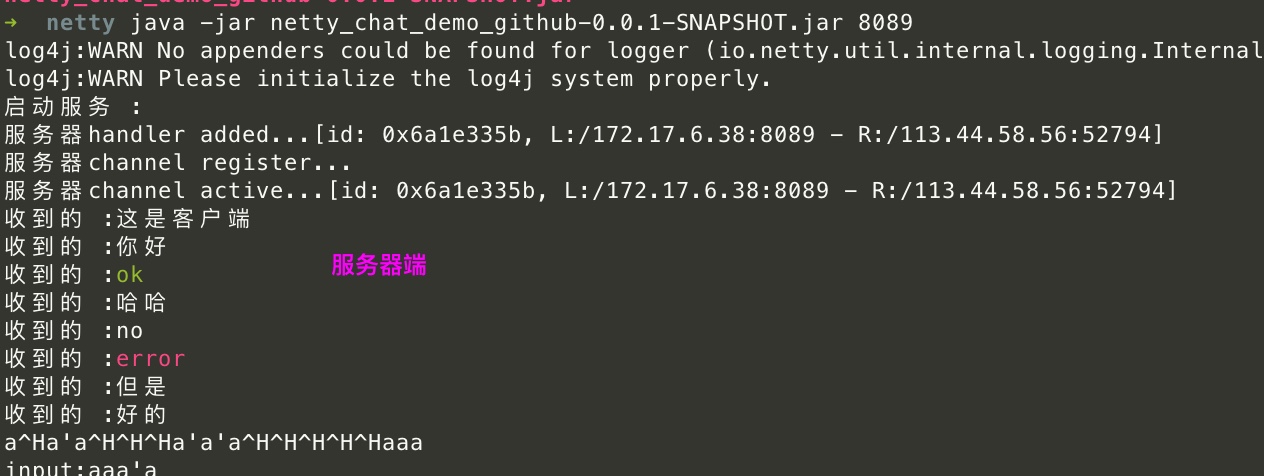 netty_chat_demo_github-0.0.1-SNAPSHOT.jar
→ netty java -jar netty_chat_demo_github-0.0.1-SNAPSHOT.jar 8089
log4j:WARN No appenders could be found for logger (io.netty.util.internal.logging.Internal
log4j:WARN Please initialize the log4j system properly.
启动服务 :
服务器handler added...[id: 0x6a1e335b, L:/172.17.6.38:8089 - R:/113.44.58.56:52794]
服务器channel register...
服务器channel active...[id: 0x6a1e335b, L:/172.17.6.38:8089 - R:/113.44.58.56:52794]
收到的 :这是客户端
收到的 :你好
服务器端
收到的 :ok
收到的 :哈哈
收到的 :no
收到的 :error
收到的 :但是
收到的 :好的
a^Ha'a^H^H^Ha'a'a^H^H^H^H^Haaa
input:aaa'a